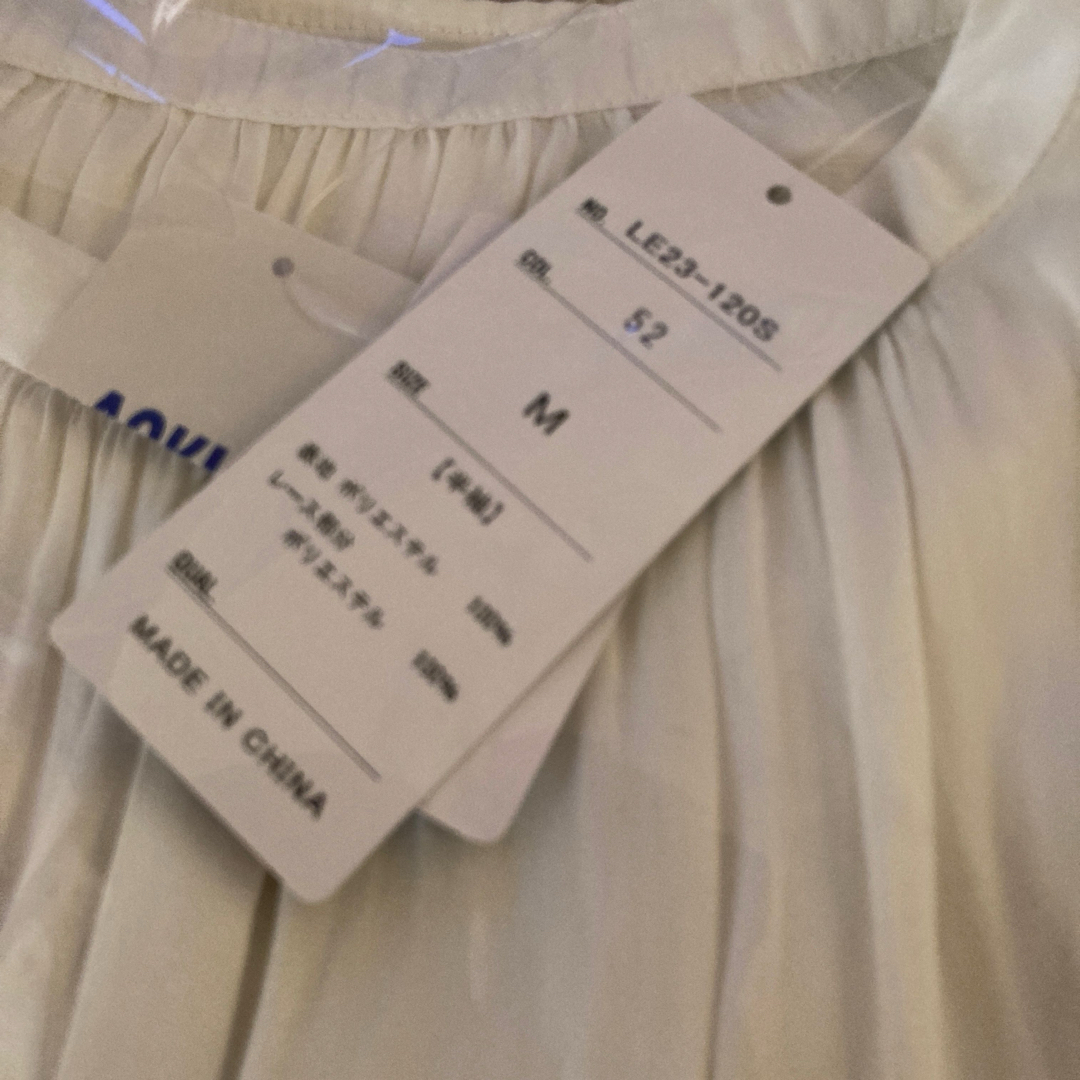 NO. LE23-120S
COL. 52
SIZE M
【半袖】
表地 ポリエステル 100%
レース部分
ポリエステル 100%
QUAL.
MADE IN CHINA
AOKI